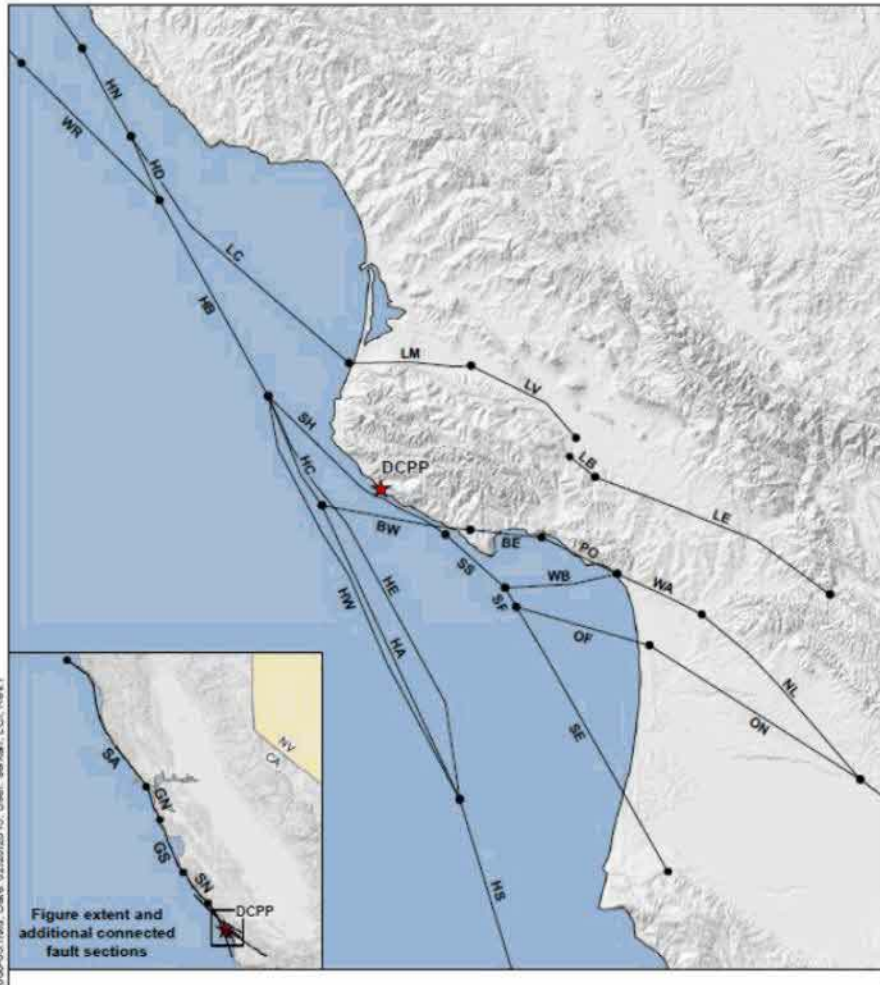 HN
WR
HD
LC
HB
LM
LV
SH
LB
HC
DCPP
LE
BW
BE
PO
SS
WB
WA
HE
HW
SF
OF
HA
NL
ON
SE
HS
NV
CA
SA
GN
GS
SN
DCPP
Figure extent and
additional connected
fault sections